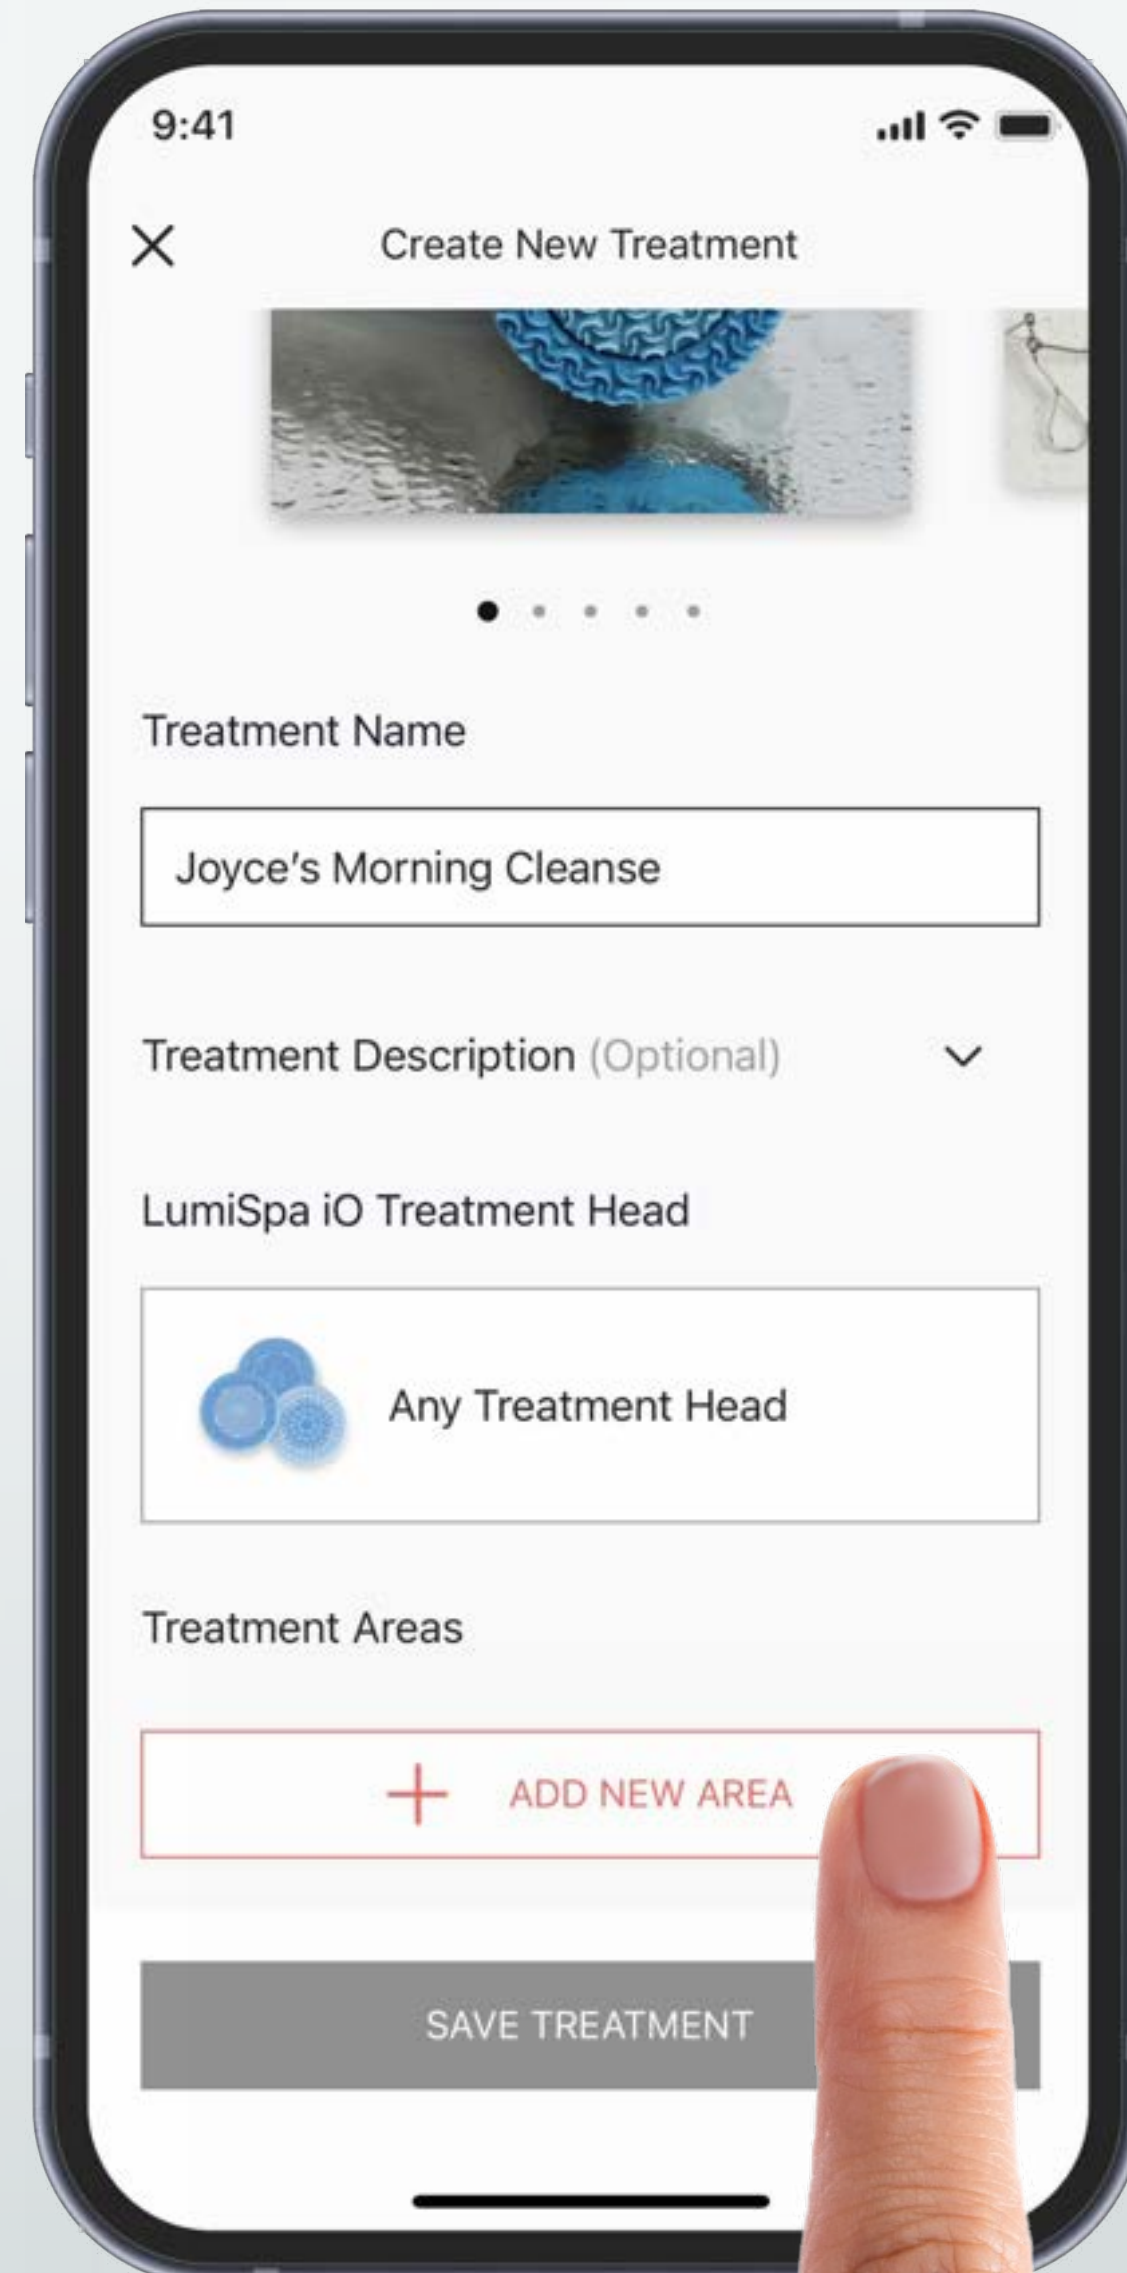 9:41
Create New Treatment
Treatment Name
Joyce's Morning Cleanse
Treatment Description (Optional)
LumiSpa iO Treatment Head
Any Treatment Head
Treatment Areas
ADD NEW AREA
SAVE TREATMENT